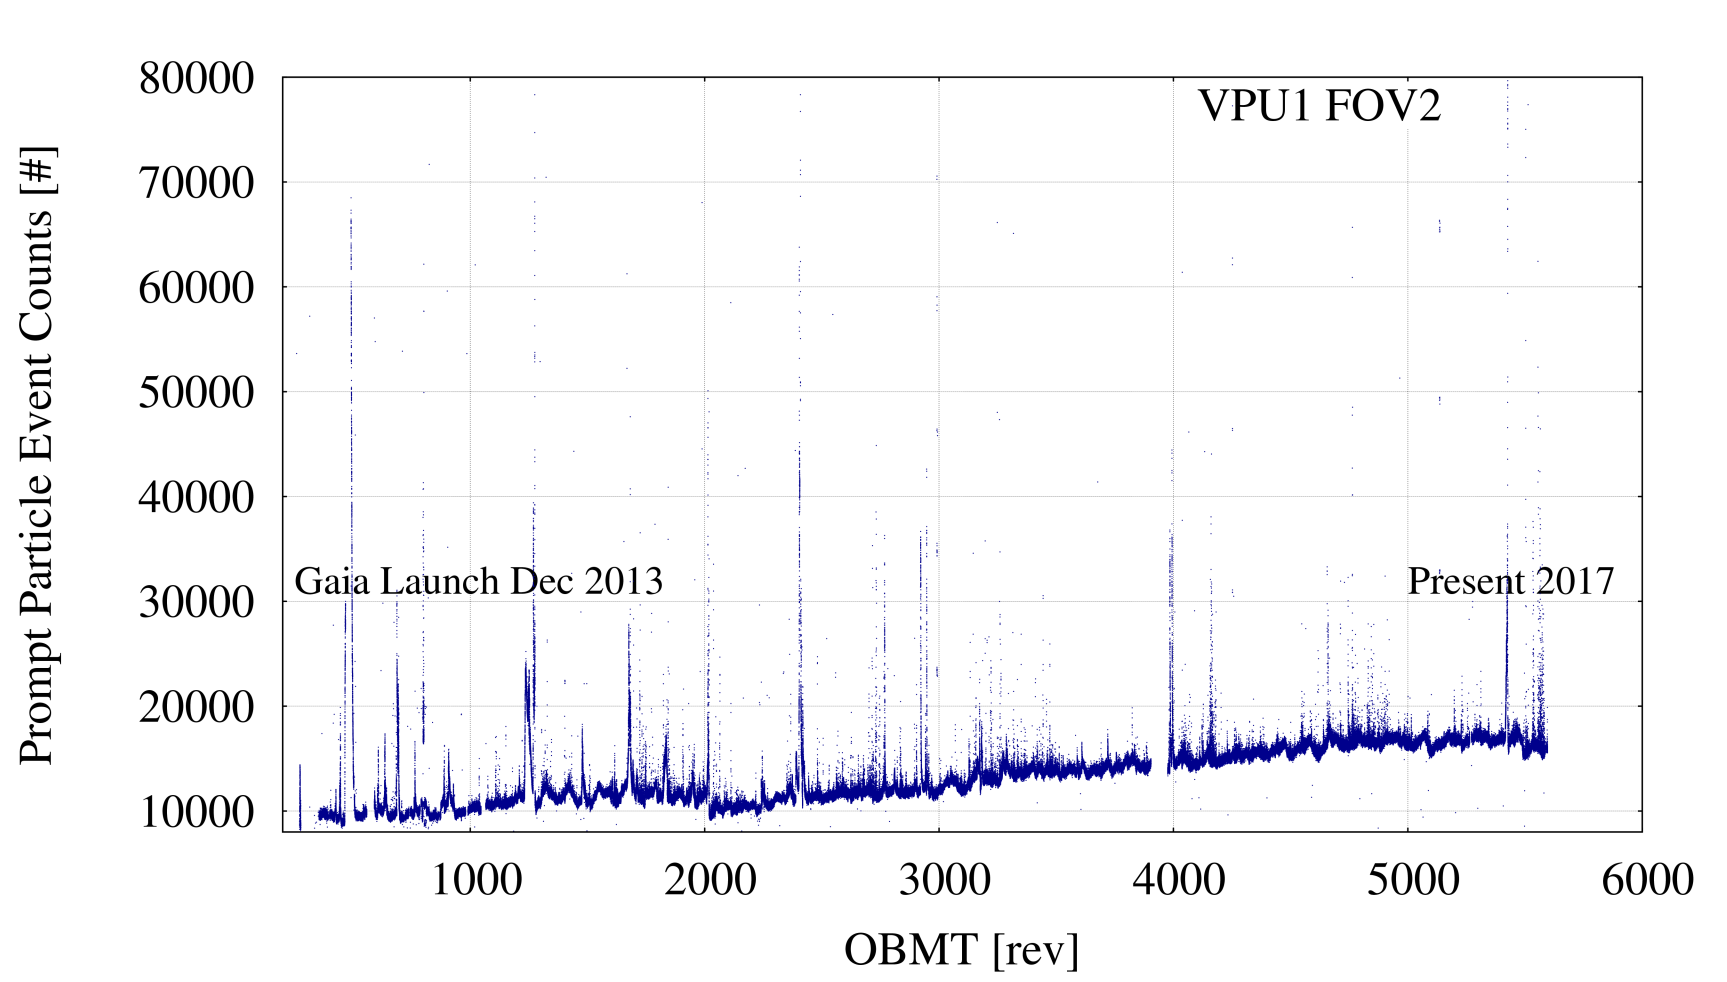 80000
VPU1 FOV2
70000
60000
50000
40000
30000
20000
10000
Prompt Particle Event Counts [#]
Gaia Launch Dec 2013
Present 2017
1000 2000 3000 4000 5000 6000
OBMT [rev]